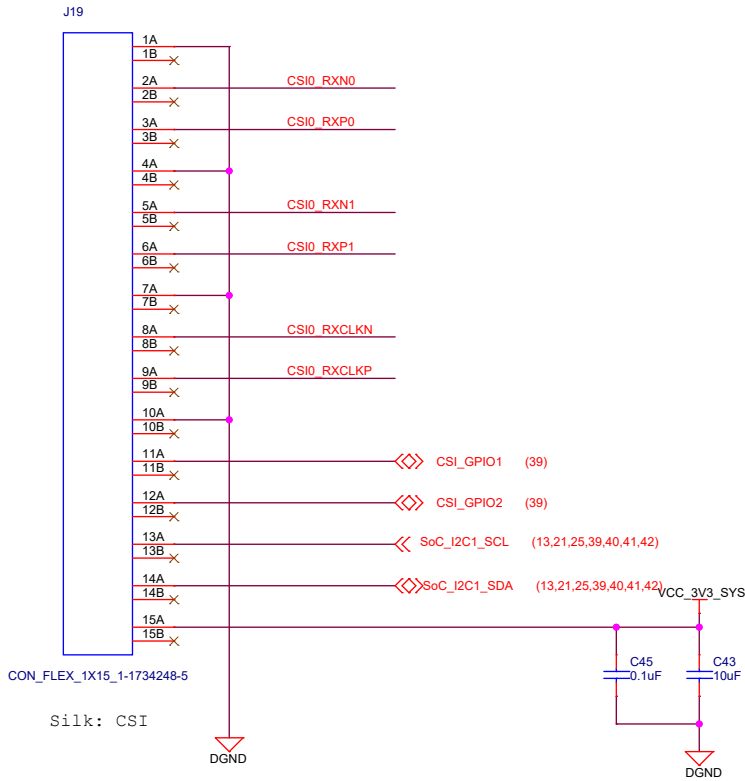 J19
1A
1B
2A CSI0_RXN0
2B
3A CSI0_RXP0
3B
4A
4B
5A CSI0_RXN1
5B
6A CSI0_RXP1
6B
7A
7B
8A CSI0_RXCLKN
8B
9A CSI0_RXCLKP
9B
10A
10B
11A CSI_GPIO1 (39)
11B
12A CSI_GPIO2 (39)
12B
13A SoC_I2C1_SCL (13,21,25,39,40,41,42)
13B
14A SoC_I2C1_SDA (13,21,25,39,40,41,42)
14B VCC_3V3_SYS
15A
15B
C45 C43
0.1uF 10uF
CON_FLEX_1X15_1-1734248-5
Silk: CSI
DGND
DGND